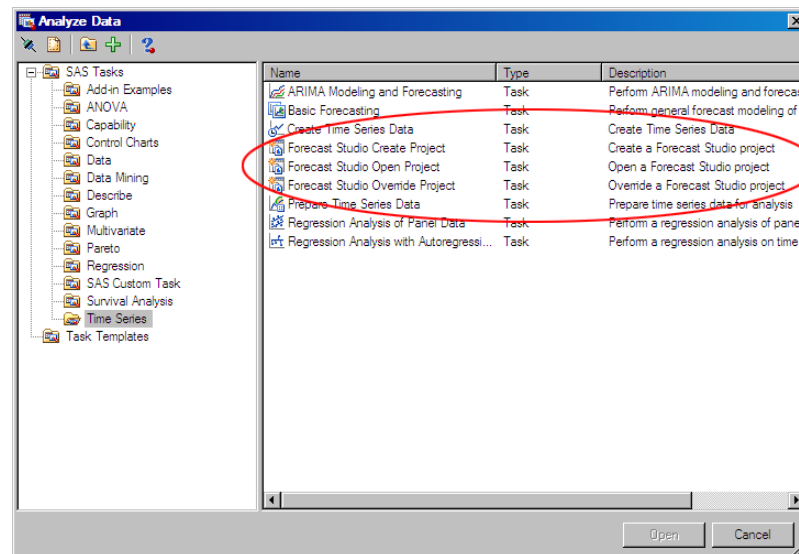 Analyze Data
SAS Tasks
Add-in Examples
ANOVA
Capability
Control Charts
Data
Data Mining
Describe
Graph
Multivariate
Pareto
Regression
SAS Custom Task
Survival Analysis
Time Series
Task Templates
Name Type Description
ARIMA Modeling and Forecasting Task Perform ARIMA modeling and forecas
Basic Forecasting Task Perform general forecast modeling of
Create Time Series Data Task Create Time Series Data
Forecast Studio Create Project Task Create a Forecast Studio project
Forecast Studio Open Project Task Open a Forecast Studio project
Forecast Studio Override Project Task Override a Forecast Studio project
Prepare Time Series Data Task Prepare time series data for analysis
Regression Analysis of Panel Data Task Perform a regression analysis of pane
Regression Analysis with Autoregressi... Task Perform a regression analysis on time
Open Cancel